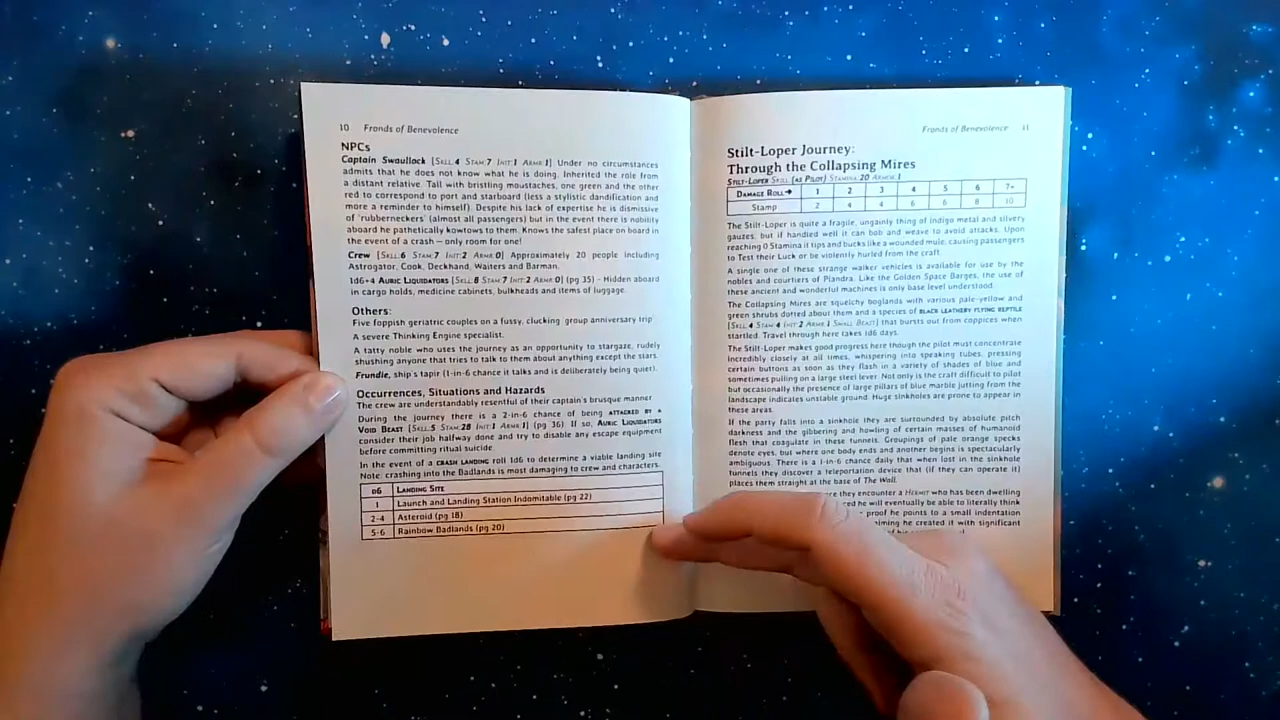 10 Fronds of Benevolence
NPCs
Captain Swaullock [SKILL 4 STAM 7 INIT 1 ARMR 1] Under no circumstances
admits that he does not know what he is doing. Inherited the role from
a distant relative. Tall with bristling moustaches, one green and the other
red to correspond to port and starboard (less a stylistic dandification and
more a reminder to himself). Despite his lack of expertise he is dismissive
of 'rubberneckers' (almost all passengers) but in the event there is nobility
aboard he pathetically kowtows to them. Knows the safest place on board in
the event of a crash — only room for one!
Crew [SKILL 6 STAM 7 INIT 2 ARMR 0] Approximately 20 people including
Astrogator, Cook, Deckhand, Waiters and Barman.
1d6+4 AURIC LIQUIDATORS [SKILL 8 STAM 7 INIT 2 ARMR 0] (pg 35) - Hidden aboard
in cargo holds, medicine cabinets, bulkheads and items of luggage.
Others:
Five foppish geriatric couples on a fussy, clucking group anniversary trip
A severe Thinking Engine specialist.
A tatty noble who uses the journey as an opportunity to stargaze, rudely
shushing anyone that tries to talk to them about anything except the stars.
Frundle, ship's tapir (1-in-6 chance it talks and is deliberately being quiet).
Occurrences, Situations and Hazards
The crew are understandably resentful of their captain's brusque manner
During the journey there is a 2-in-6 chance of being ATTACKED BY A
VOID BEAST [SKILL 5 STAM 28 INIT 1 ARMR 1] (pg 36) If so, AURIC LIQUIDATORS
consider their job halfway done and try to disable any escape equipment
before committing ritual suicide.
In the event of a CRASH LANDING roll 1d6 to determine a viable landing site
Note: crashing into the Badlands is most damaging to crew and characters.
D6 LANDING SITE
1 Launch and Landing Station Indomitable (pg 22)
2-4 Asteroid (pg 18)
5-6 Rainbow Badlands (pg 20)
Fronds of Benevolence 11
Stilt-Loper Journey:
Through the Collapsing Mires
STILT-LOPER SKILL [AS PILOT] STAMINA 20 ARMOR 1
DAMAGE ROLL→ 1 2 3 4 5 6 7+
Stamp 2 4 4 6 6 8 10
The Stilt-Loper is quite a fragile, ungainly thing of indigo metal and silvery
gauzes, but if handled well it can bob and weave to avoid attacks. Upon
reaching 0 Stamina it tips and bucks like a wounded mule, causing passengers
to Test their Luck or be violently hurled from the craft.
A single one of these strange walker vehicles is available for use by the
nobles and courtiers of Piandra. Like the Golden Space Barges, the use of
these ancient and wonderful machines is only base level understood.
The Collapsing Mires are squelchy boglands with various pale-yellow and
green shrubs dotted about them and a species of BLACK LEATHERY FLYING REPTILE
[SKILL 4 STAM 4 INIT 2 ARMR 1 SMALL BEAST] that bursts out from coppices when
startled. Travel through here takes 1d6 days.
The Stilt-Loper makes good progress here though the pilot must concentrate
incredibly closely at all times, whispering into speaking tubes, pressing
certain buttons as soon as they flash in a variety of shades of blue and
sometimes pulling on a large steel lever. Not only is the craft difficult to pilot
but occasionally the presence of large pillars of blue marble jutting from the
landscape indicates unstable ground. Huge sinkholes are prone to appear in
these areas.
If the party falls into a sinkhole they are surrounded by absolute pitch
darkness and the gibbering and howling of certain masses of humanoid
flesh that coagulate in these tunnels. Groupings of pale orange specks
denote eyes, but where one body ends and another begins is spectacularly
ambiguous. There is a 1-in-6 chance daily that when lost in the sinkhole
tunnels they discover a teleportation device that (if they can operate it)
places them straight at the base of The Wall.
they encounter a HERMIT who has been dwelling
he will eventually be able to literally think
proof he points to a small indentation
he created it with significant
of his